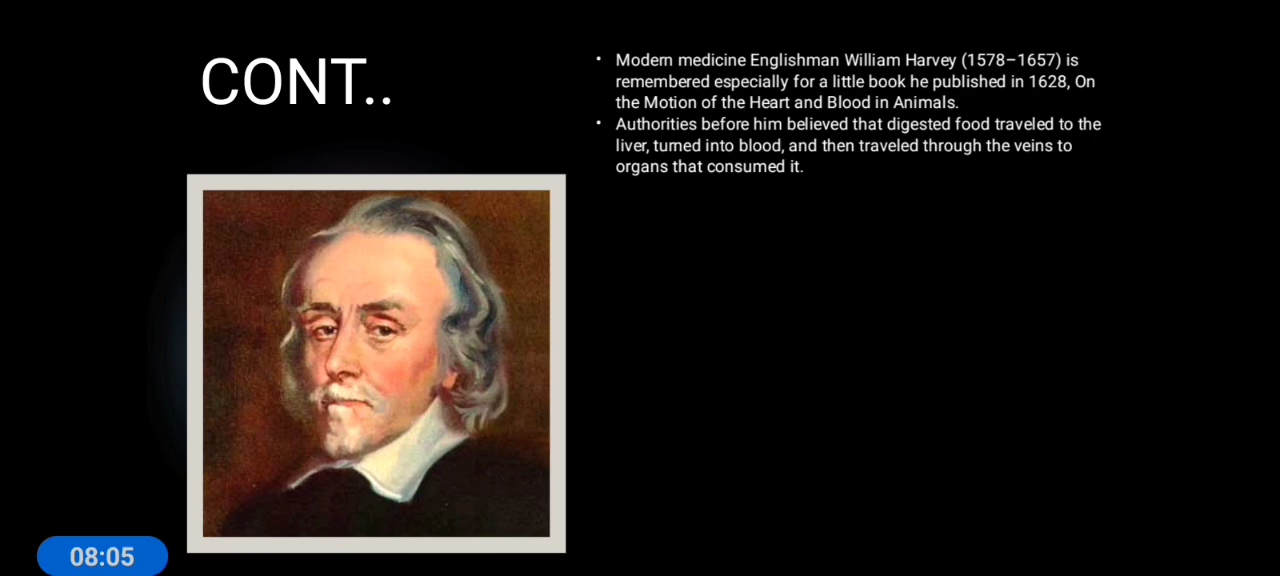 CONT..
• Modern medicine Englishman William Harvey (1578–1657) is
remembered especially for a little book he published in 1628, On
the Motion of the Heart and Blood in Animals.
• Authorities before him believed that digested food traveled to the
liver, turned into blood, and then traveled through the veins to
organs that consumed it.
08:05